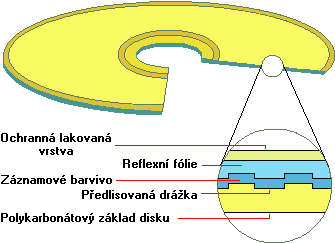 Ochranná lakovaná
vrstva
Reflexní fólie
Záznamové barvivo
Předlisovaná drážka
Polykarbonátový základ disku